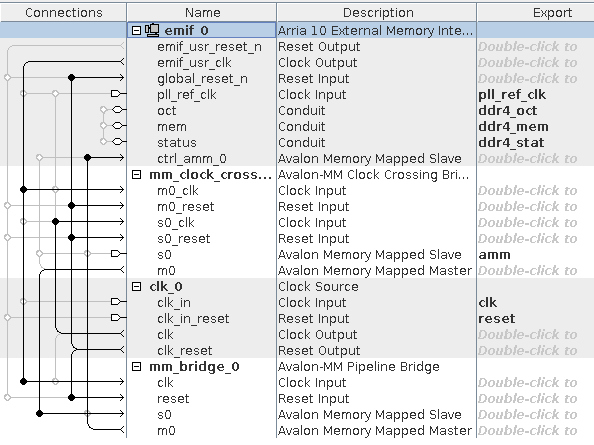 Connections Name Description Export
emif_0 Arria 10 External Memory Inte...
emif_usr_reset_n Reset Output Double-click to
emif_usr_clk Clock Output Double-click to
global_reset_n Reset Input Double-click to
pll_ref_clk Clock Input pll_ref_clk
oct Conduit ddr4_oct
mem Conduit ddr4_mem
status Conduit ddr4_stat
ctrl_amm_0 Avalon Memory Mapped Slave Double-click to
mm_clock_cross... Avalon-MM Clock Crossing Bri...
m0_clk Clock Input Double-click to
m0_reset Reset Input Double-click to
s0_clk Clock Input Double-click to
s0_reset Reset Input Double-click to
s0 Avalon Memory Mapped Slave amm
m0 Avalon Memory Mapped Master Double-click to
clk_0 Clock Source
clk_in Clock Input clk
clk_in_reset Reset Input reset
clk Clock Output Double-click to
clk_reset Reset Output Double-click to
mm_bridge_0 Avalon-MM Pipeline Bridge
clk Clock Input Double-click to
reset Reset Input Double-click to
s0 Avalon Memory Mapped Slave Double-click to
m0 Avalon Memory Mapped Master Double-click to